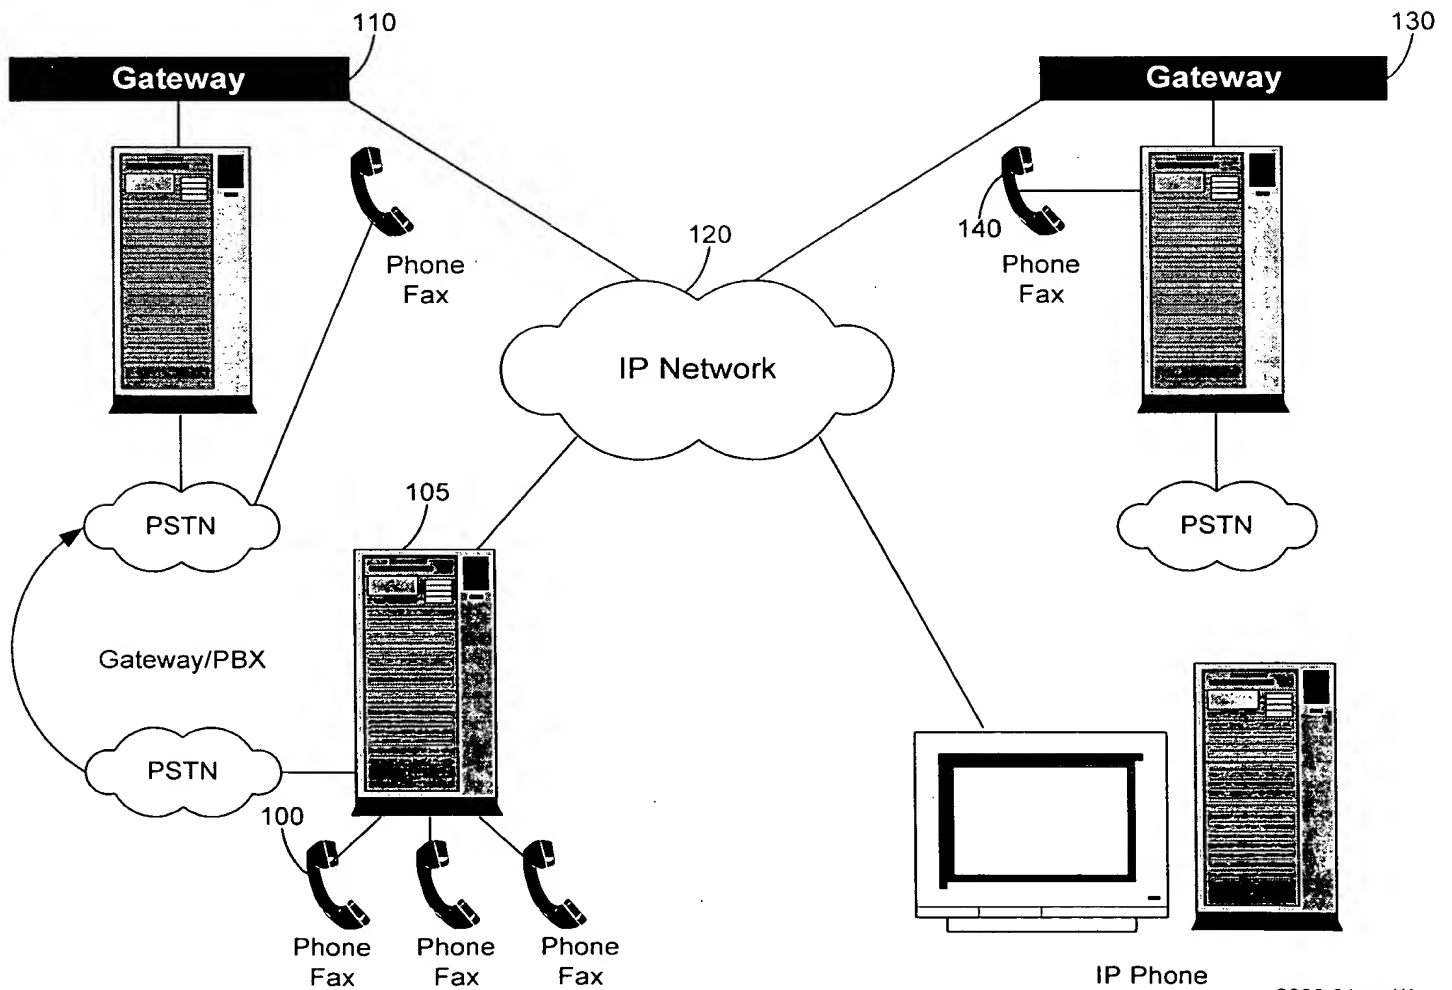 110
130
Gateway
Gateway
120
140
Phone
Fax
Phone
Fax
IP Network
105
PSTN
PSTN
Gateway/PBX
PSTN
100
Phone
Fax
Phone
Fax
Phone
Fax
IP Phone